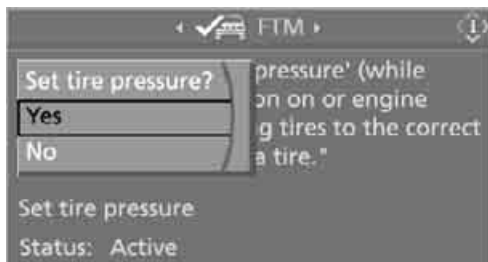 FTM
Set tire pressure?
Yes
No
pressure' (while
on on or engine
g tires to the correct
a tire."
Set tire pressure
Status: Active